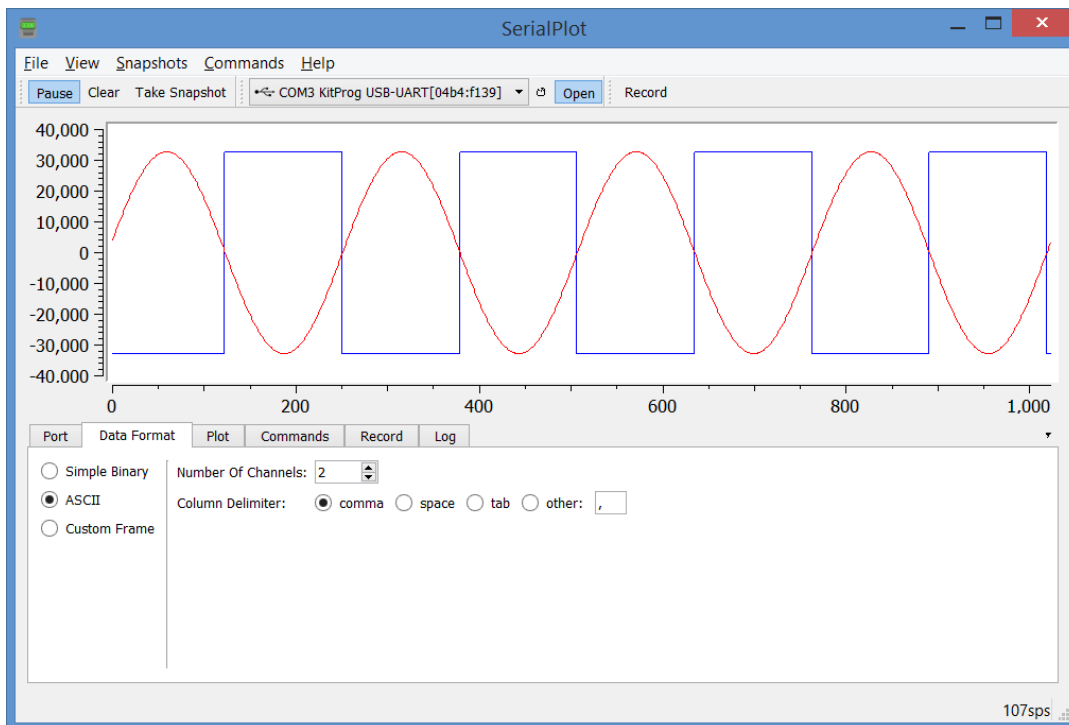 SerialPlot
File View Snapshots Commands Help
Pause Clear Take Snapshot COM3 KitProg USB-UART[04b4:f139] Open Record
40,000
30,000
20,000
10,000
0
-10,000
-20,000
-30,000
-40.000
0 200 400 600 800 1.000
Port Data Format Plot Commands Record Log
Simple Binary Number Of Channels: 2
ASCII Column Delimiter: comma space tab other: ,
Custom Frame
107sps